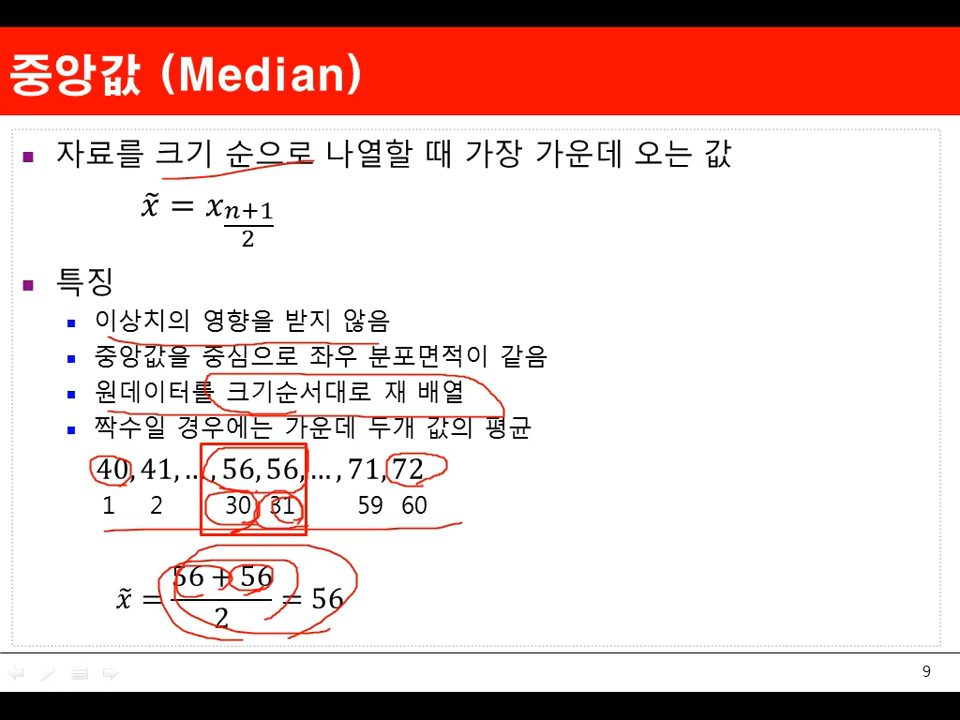 중앙값 (Median)
▪ 자료를 크기 순으로 나열할 때 가장 가운데 오는 값
x̃ = x_{(n+1)/2}
▪ 특징
▪ 이상치의 영향을 받지 않음
▪ 중앙값을 중심으로 좌우 분포면적이 같음
▪ 원데이터를 크기순서대로 재 배열
▪ 짝수일 경우에는 가운데 두개 값의 평균
40, 41, …, 56, 56, …, 71, 72
1 2 30 31 59 60
x̃ = (56 + 56)/2 = 56
9